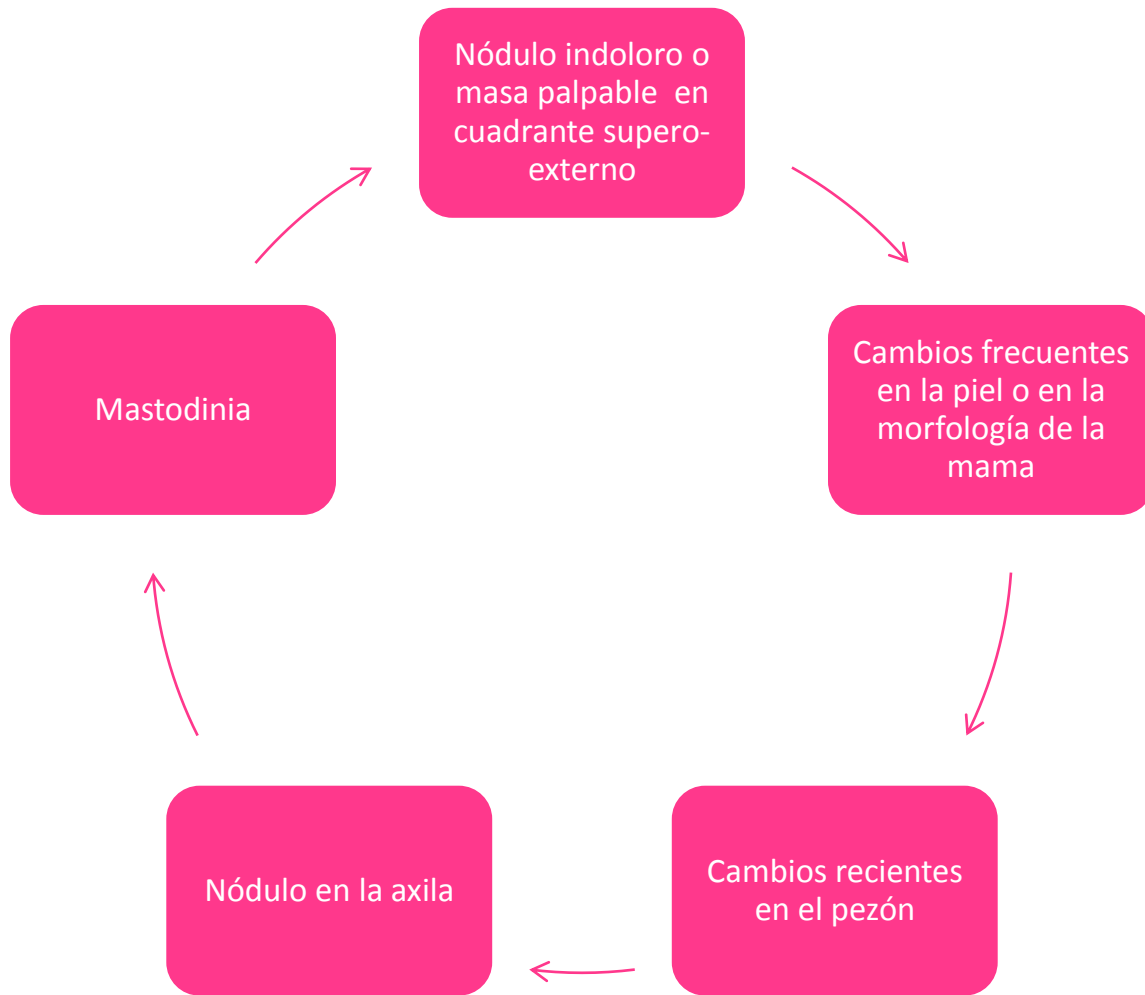 Nódulo indoloro o
masa palpable en
cuadrante supero-
externo
Cambios frecuentes
en la piel o en la
morfología de la
mama
Cambios recientes
en el pezón
Nódulo en la axila
Mastodinia